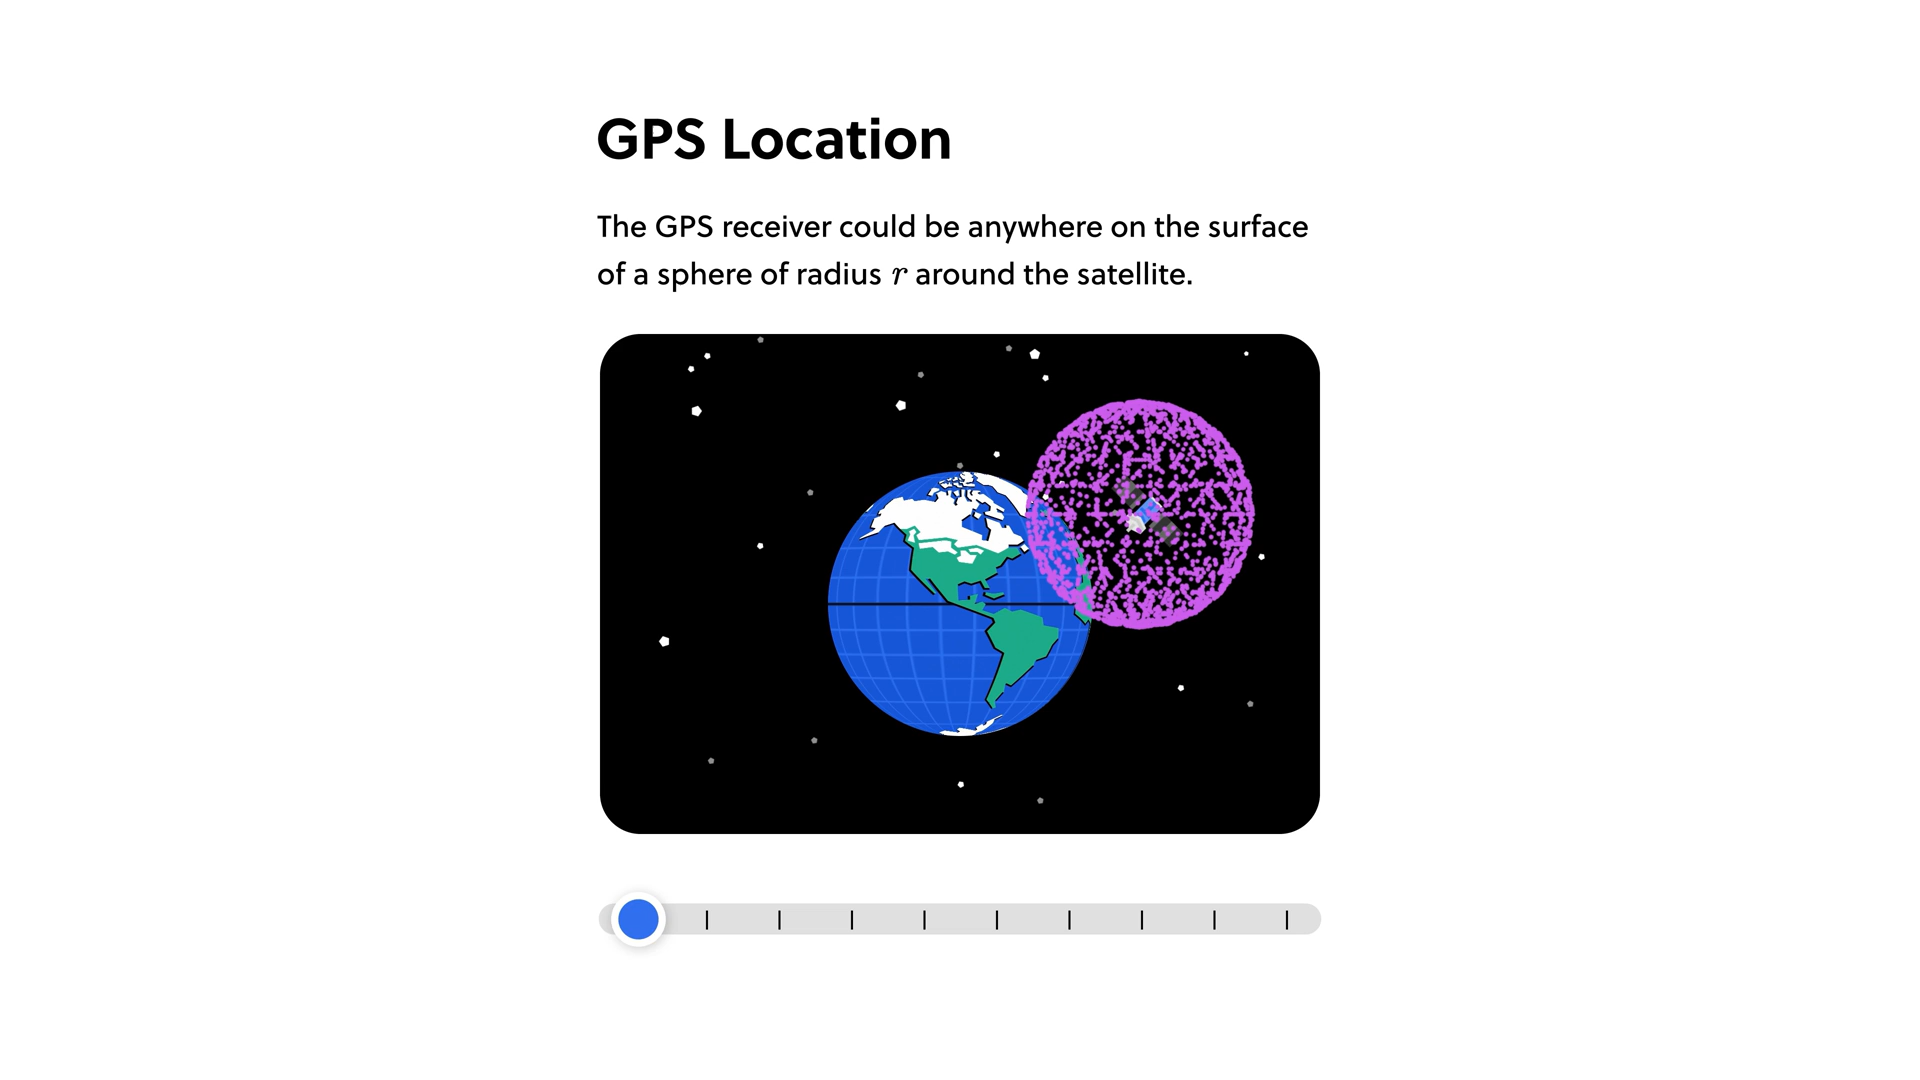 GPS Location
The GPS receiver could be anywhere on the surface
of a sphere of radius r around the satellite.